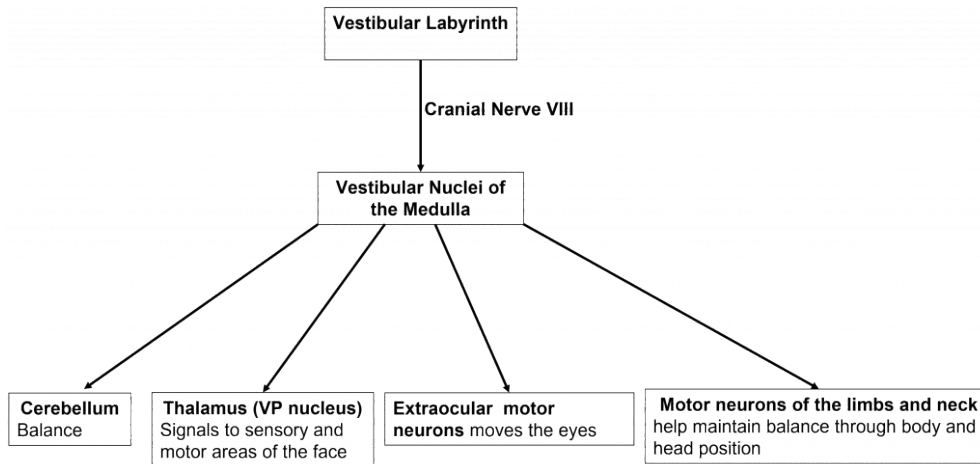 Vestibular Labyrinth
Cranial Nerve VIII
Vestibular Nuclei of
the Medulla
Cerebellum
Balance
Thalamus (VP nucleus)
Signals to sensory and
motor areas of the face
Extraocular motor
neurons moves the eyes
Motor neurons of the limbs and neck
help maintain balance through body and
head position